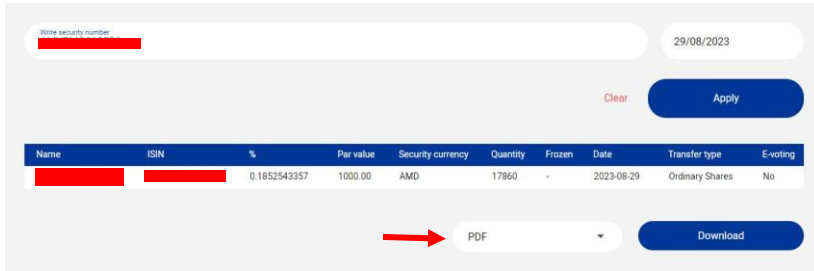 Write security number
29/08/2023
Clear Apply
Name ISIN % Par value Security currency Quantity Frozen Date Transfer type E-voting
0.1852543357 1000.00 AMD 17860 - 2023-08-29 Ordinary Shares No
PDF Download